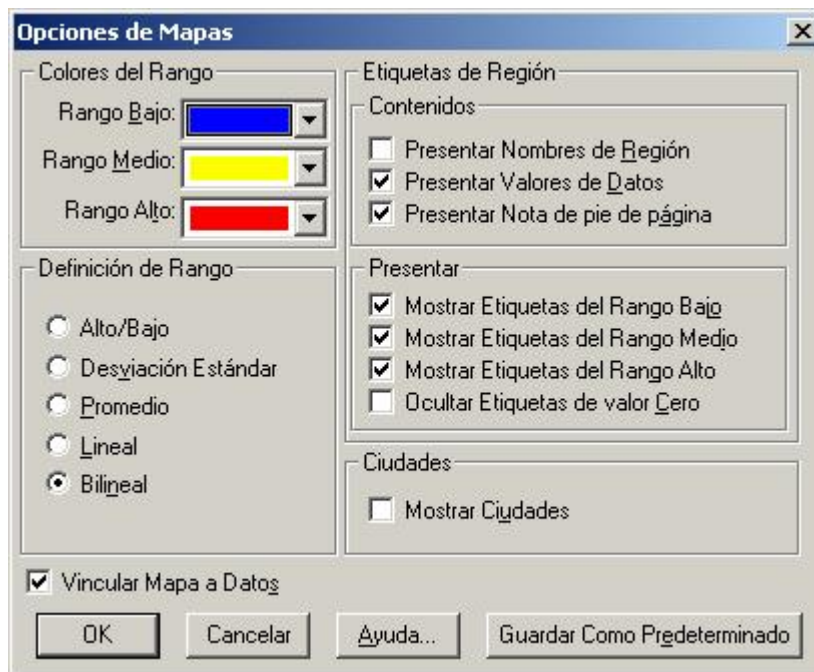 Opciones de Mapas
Colores del Rango
Rango Bajo:
Rango Medio:
Rango Alto:
Definición de Rango
Alto/Bajo
Desviación Estándar
Promedio
Lineal
Bilineal
Etiquetas de Región
Contenidos
Presentar Nombres de Región
Presentar Valores de Datos
Presentar Nota de pie de página
Presentar
Mostrar Etiquetas del Rango Bajo
Mostrar Etiquetas del Rango Medio
Mostrar Etiquetas del Rango Alto
Ocultar Etiquetas de valor Cero
Ciudades
Mostrar Ciudades
Vincular Mapa a Datos
OK
Cancelar
Ayuda...
Guardar Como Predeterminado